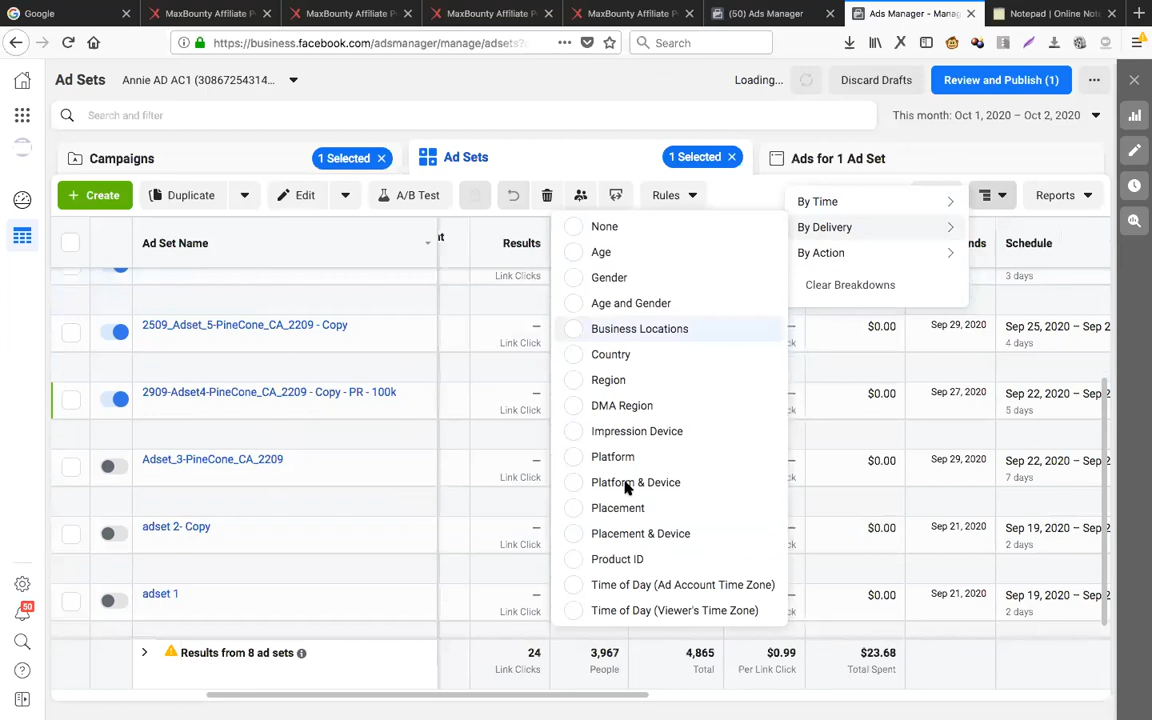 Google
MaxBounty Affiliate P
MaxBounty Affiliate P
MaxBounty Affiliate P
MaxBounty Affiliate P
(50) Ads Manager
Ads Manager - Manag
Notepad | Online Note
https://business.facebook.com/adsmanager/manage/adsets?
Search
Ad Sets
Annie AD AC1 (30867254314...
Loading...
Discard Drafts
Review and Publish (1)
Search and filter
This month: Oct 1, 2020 – Oct 2, 2020
Campaigns
1 Selected
Ad Sets
1 Selected
Ads for 1 Ad Set
+ Create
Duplicate
Edit
A/B Test
Rules
Reports
By Time
By Delivery
By Action
Clear Breakdowns
None
Age
Gender
Age and Gender
Business Locations
Country
Region
DMA Region
Impression Device
Platform
Platform & Device
Placement
Placement & Device
Product ID
Time of Day (Ad Account Time Zone)
Time of Day (Viewer's Time Zone)
Ad Set Name
nt
Results
nds
Schedule
Link Clicks
3 days
2509_Adset_5-PineCone_CA_2209 - Copy
–
Link Click
ck
$0.00
Sep 29, 2020
Sep 25, 2020 – Sep 2
4 days
2909-Adset4-PineCone_CA_2209 - Copy - PR - 100k
–
Link Click
ck
$0.00
Sep 27, 2020
Sep 22, 2020 – Sep 2
5 days
Adset_3-PineCone_CA_2209
–
Link Click
ck
$0.00
Sep 29, 2020
Sep 22, 2020 – Sep 2
7 days
adset 2- Copy
–
Link Click
ck
$0.00
Sep 21, 2020
Sep 19, 2020 – Sep 2
2 days
adset 1
–
Link Click
ck
$0.00
Sep 21, 2020
Sep 19, 2020 – Sep 2
2 days
Results from 8 ad sets
24
Link Clicks
3,967
People
4,865
Total
$0.99
Per Link Click
$23.68
Total Spent
50